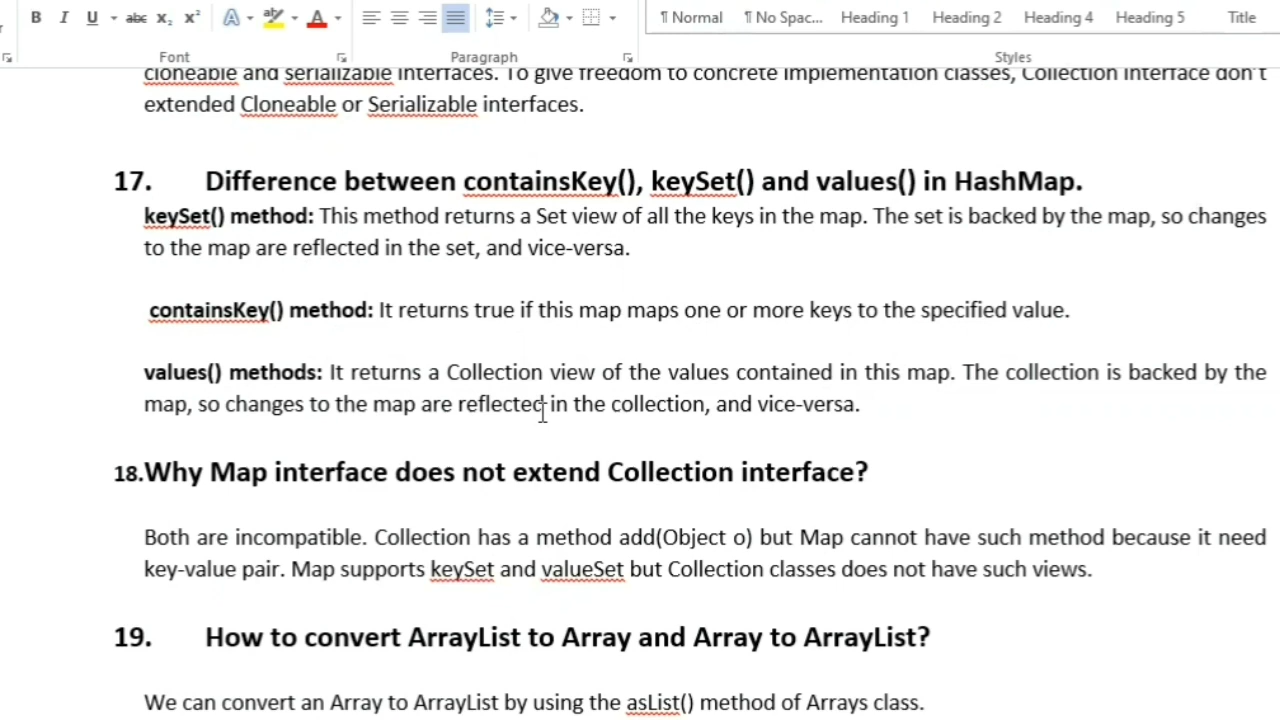 B I U abc X₂ X² A ab A
¶ Normal ¶ No Spac... Heading 1 Heading 2 Heading 4 Heading 5 Title
Font Paragraph Styles
cloneable and serializable interfaces. To give freedom to concrete implementation classes, Collection interface don't
extended Cloneable or Serializable interfaces.
17. Difference between containsKey(), keySet() and values() in HashMap.
keySet() method: This method returns a Set view of all the keys in the map. The set is backed by the map, so changes
to the map are reflected in the set, and vice-versa.
containsKey() method: It returns true if this map maps one or more keys to the specified value.
values() methods: It returns a Collection view of the values contained in this map. The collection is backed by the
map, so changes to the map are reflected in the collection, and vice-versa.
18.Why Map interface does not extend Collection interface?
Both are incompatible. Collection has a method add(Object o) but Map cannot have such method because it need
key-value pair. Map supports keySet and valueSet but Collection classes does not have such views.
19. How to convert ArrayList to Array and Array to ArrayList?
We can convert an Array to ArrayList by using the asList() method of Arrays class.